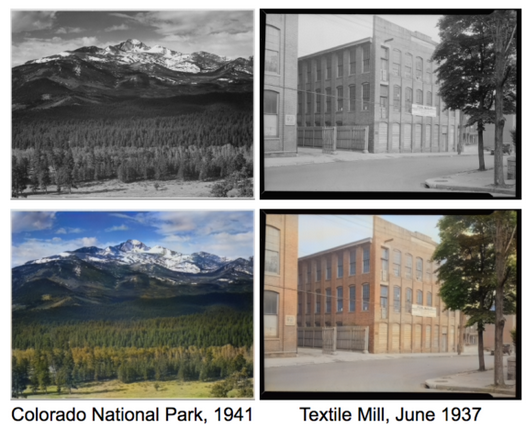 Colorado National Park, 1941
Textile Mill, June 1937